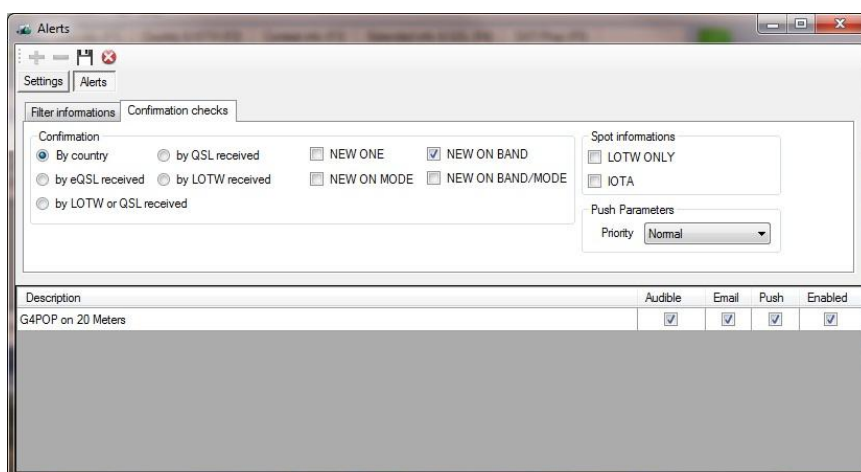 Alerts
Settings Alerts
Filter informations Confirmation checks
Confirmation
By country by QSL received NEW ONE NEW ON BAND
by eQSL received by LOTW received NEW ON MODE NEW ON BAND/MODE
by LOTW or QSL received
Spot informations
LOTW ONLY
IOTA
Push Parameters
Priority Normal
Description Audible Email Push Enabled
G4POP on 20 Meters